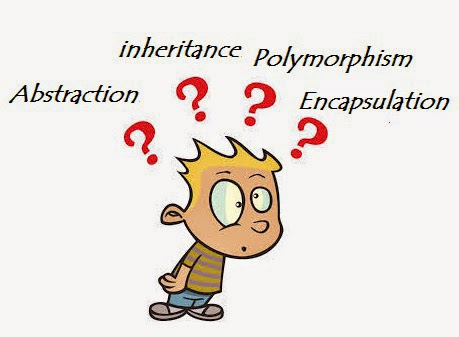 inheritance
Polymorphism
Abstraction
Encapsulation
? ? ? ?